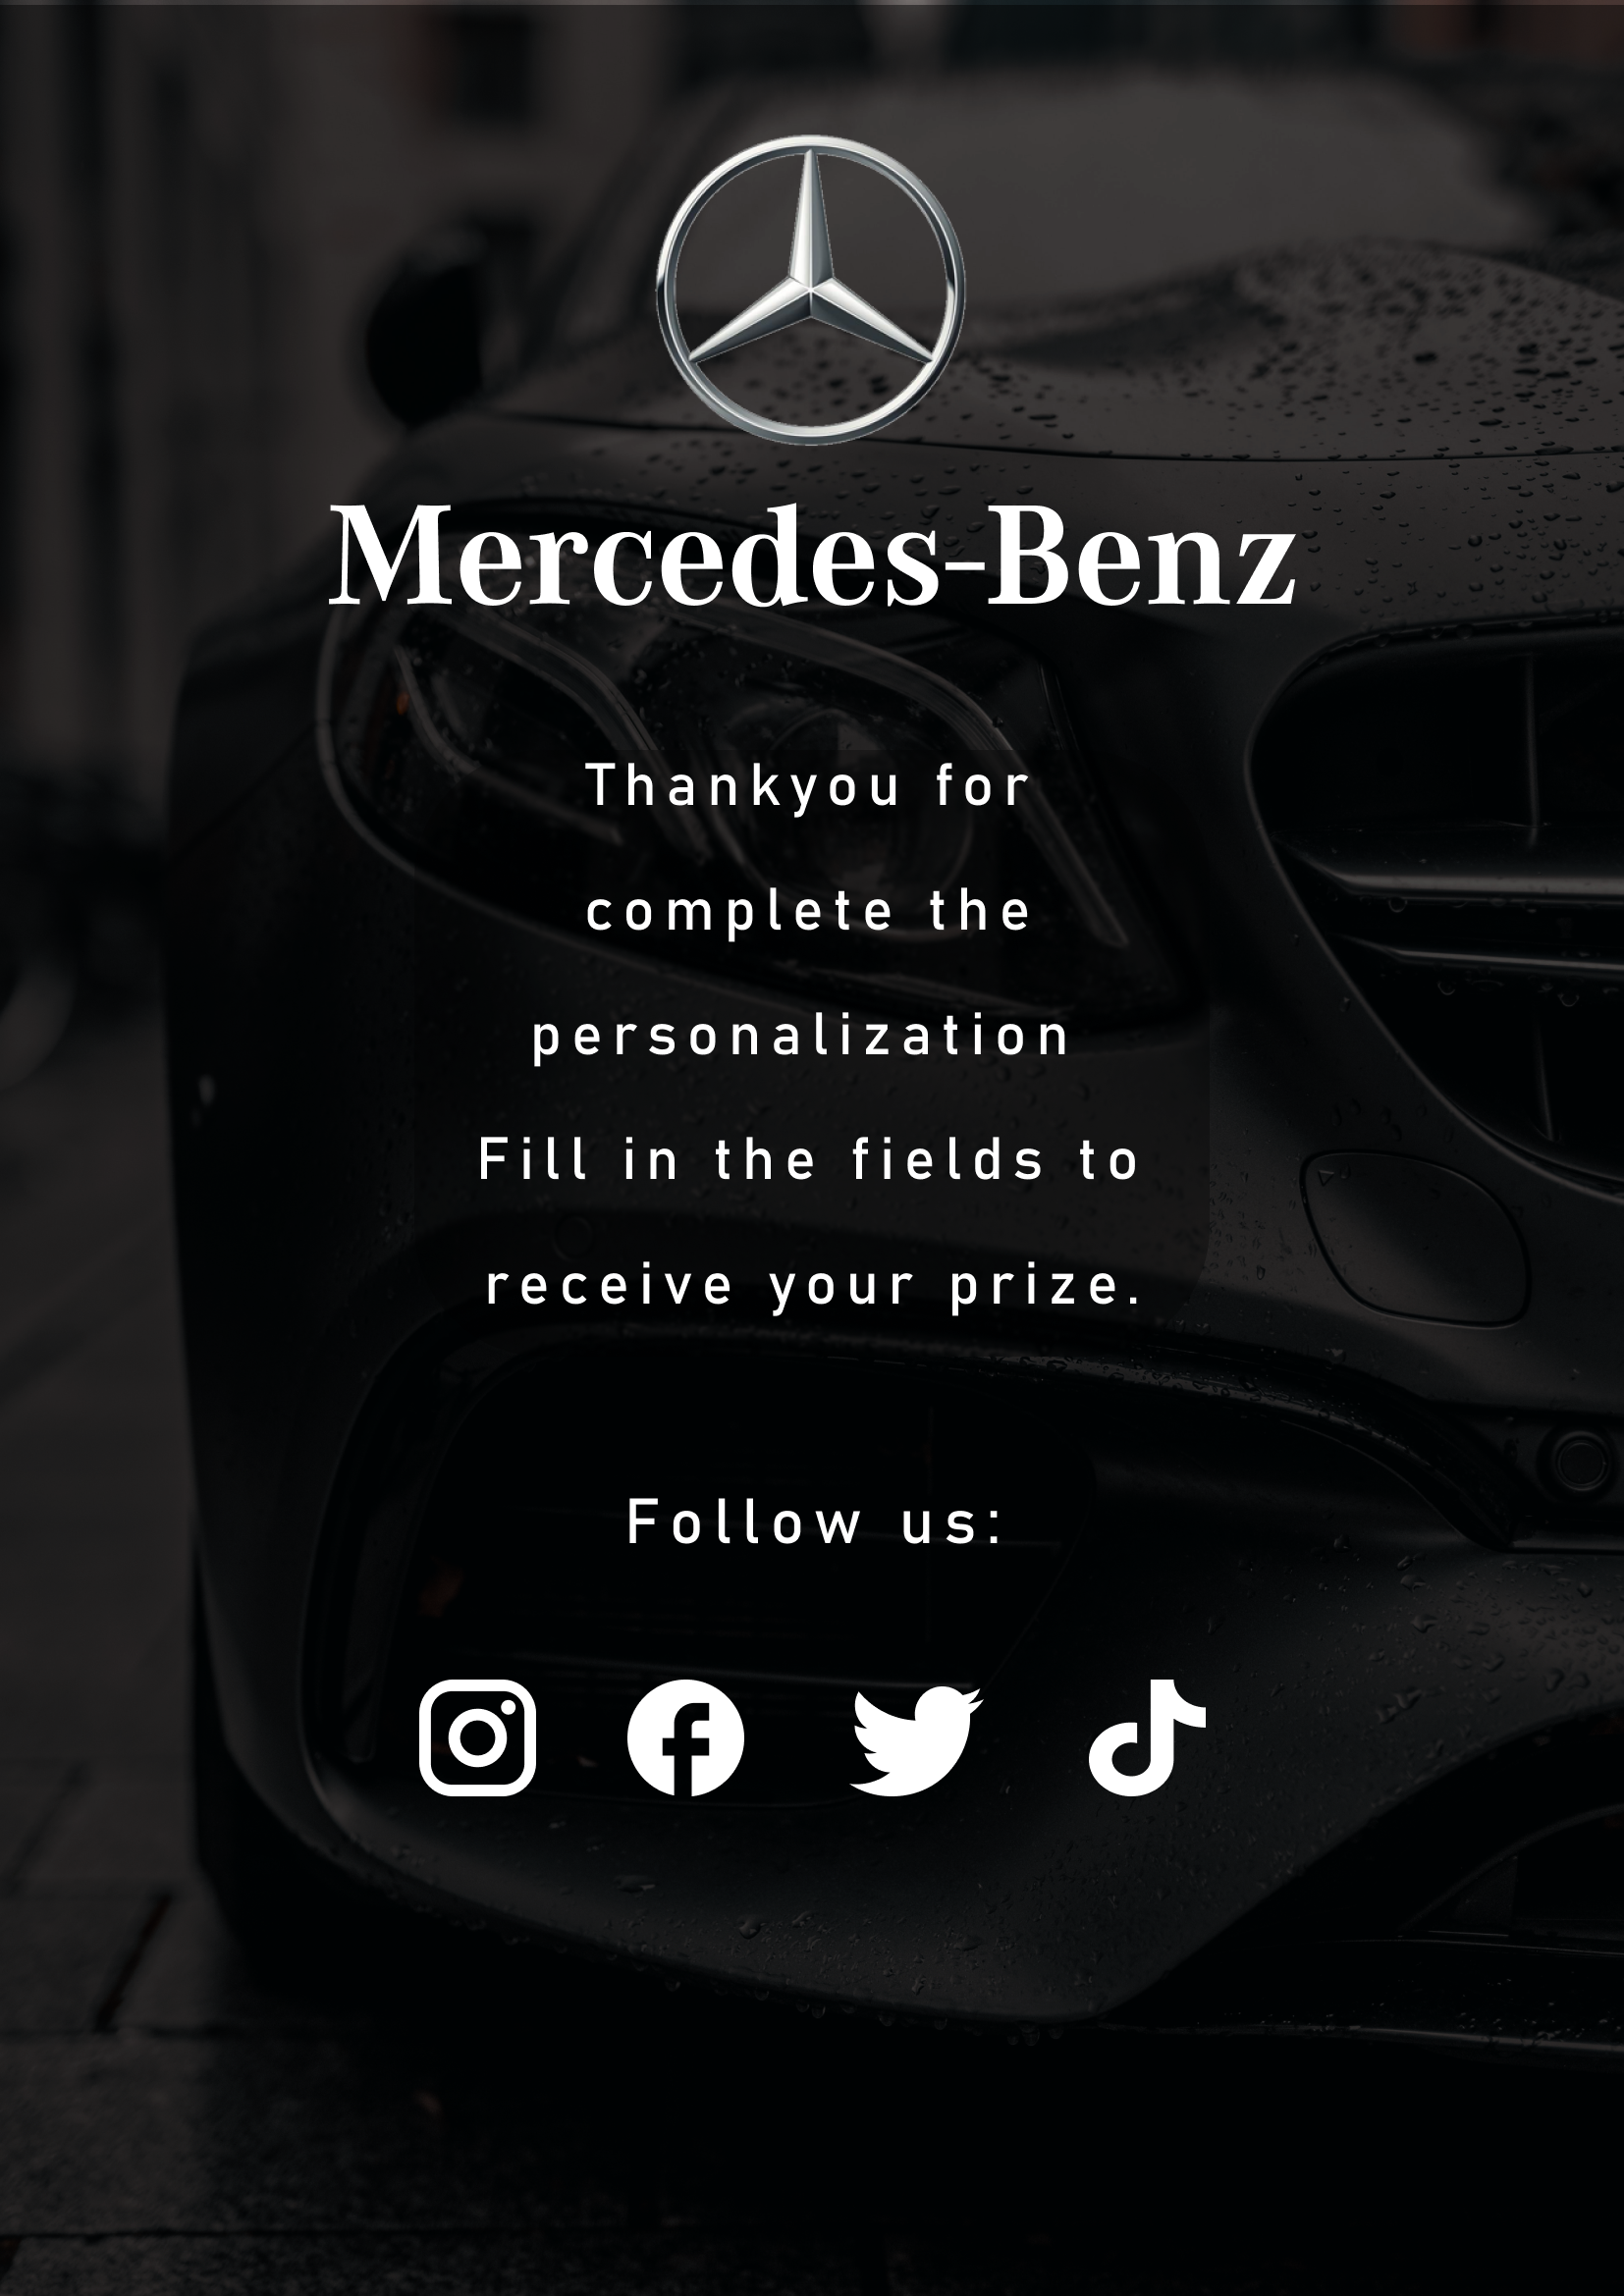 Mercedes-Benz
Thankyou for
complete the
personalization
Fill in the fields to
receive your prize.
Follow us: